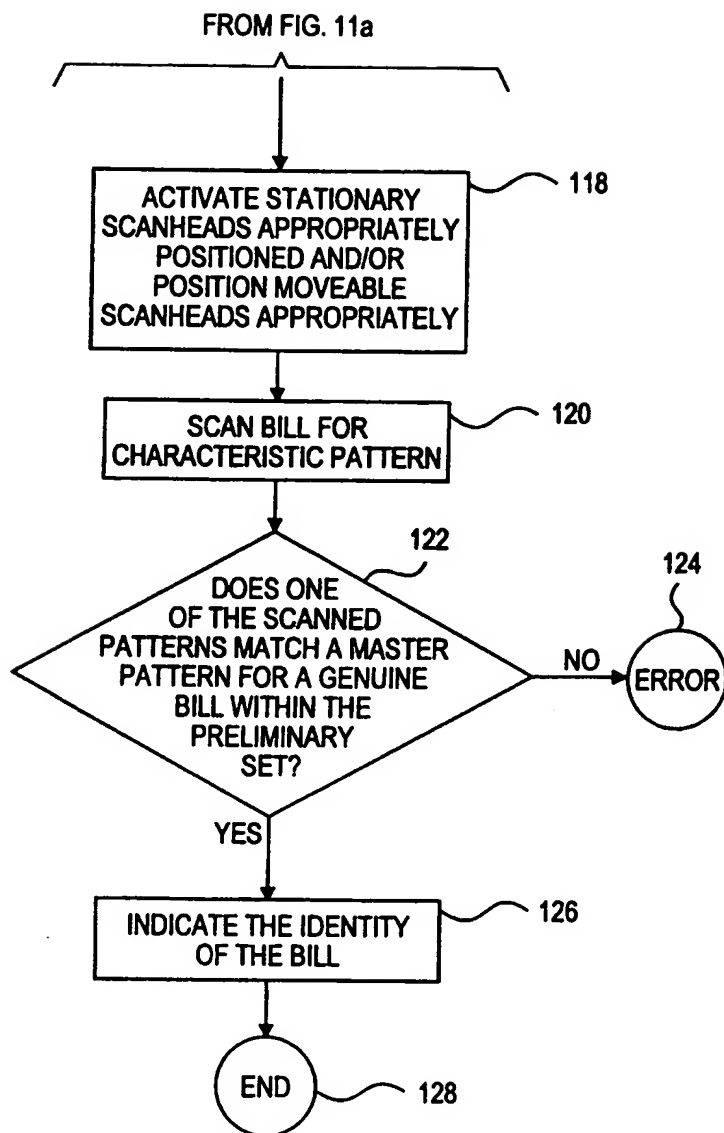 FROM FIG. 11a
118
ACTIVATE STATIONARY
SCANHEADS APPROPRIATELY
POSITIONED AND/OR
POSITION MOVEABLE
SCANHEADS APPROPRIATELY
120
SCAN BILL FOR
CHARACTERISTIC PATTERN
122
DOES ONE
OF THE SCANNED
PATTERNS MATCH A MASTER
PATTERN FOR A GENUINE
BILL WITHIN THE
PRELIMINARY
SET?
NO
124
ERROR
YES
126
INDICATE THE IDENTITY
OF THE BILL
END
128